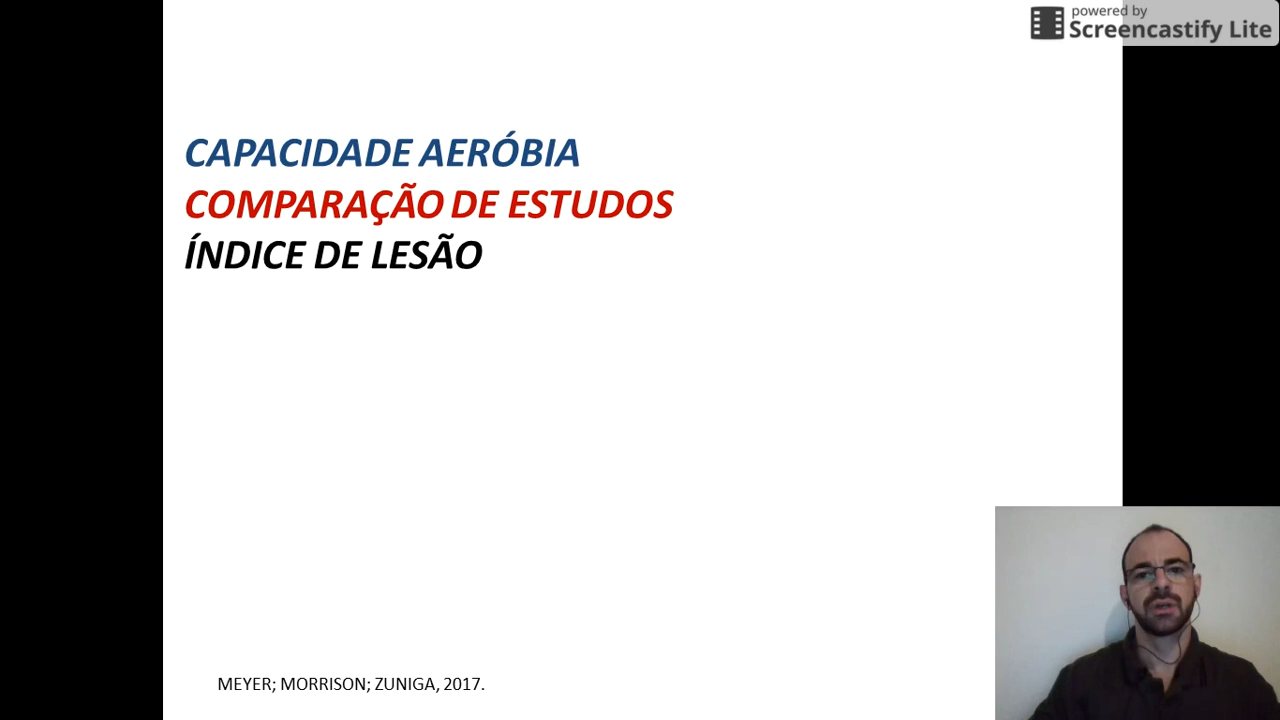 powered by
Screencastify Lite
CAPACIDADE AERÓBIA
COMPARAÇÃO DE ESTUDOS
ÍNDICE DE LESÃO
MEYER; MORRISON; ZUNIGA, 2017.